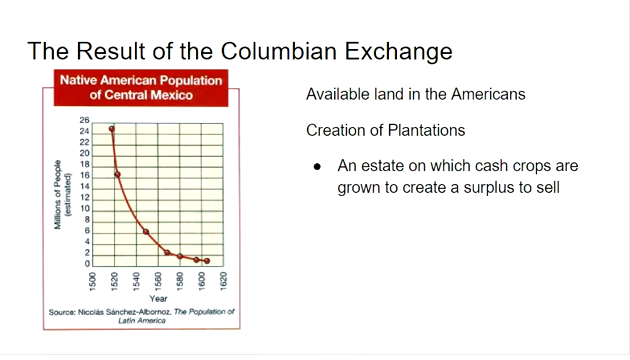 The Result of the Columbian Exchange
Native American Population
of Central Mexico
Millions of People
(estimated)
26
24
22
20
18
16
14
12
10
8
6
4
2
0
1500
1520
1540
1560
1580
1600
1620
Year
Source: Nicolás Sánchez-Albornoz, The Population of
Latin America
Available land in the Americans
Creation of Plantations
● An estate on which cash crops are
grown to create a surplus to sell